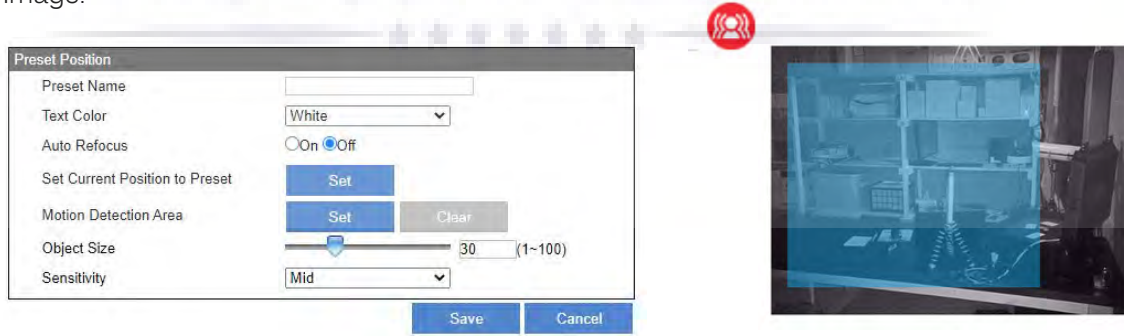 image.
Preset Position
Preset Name
Text Color White
Auto Refocus On Off
Set Current Position to Preset Set
Motion Detection Area Set Clear
Object Size 30 (1~100)
Sensitivity Mid
Save Cancel